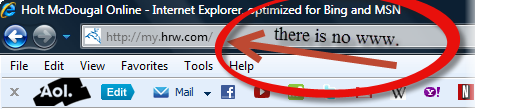 Holt McDougal Online - Internet Explorer, optimized for Bing and MSN
http://my.hrw.com/
there is no www.
File Edit View Favorites Tools Help
x Aol. Edit Mail f Y! N